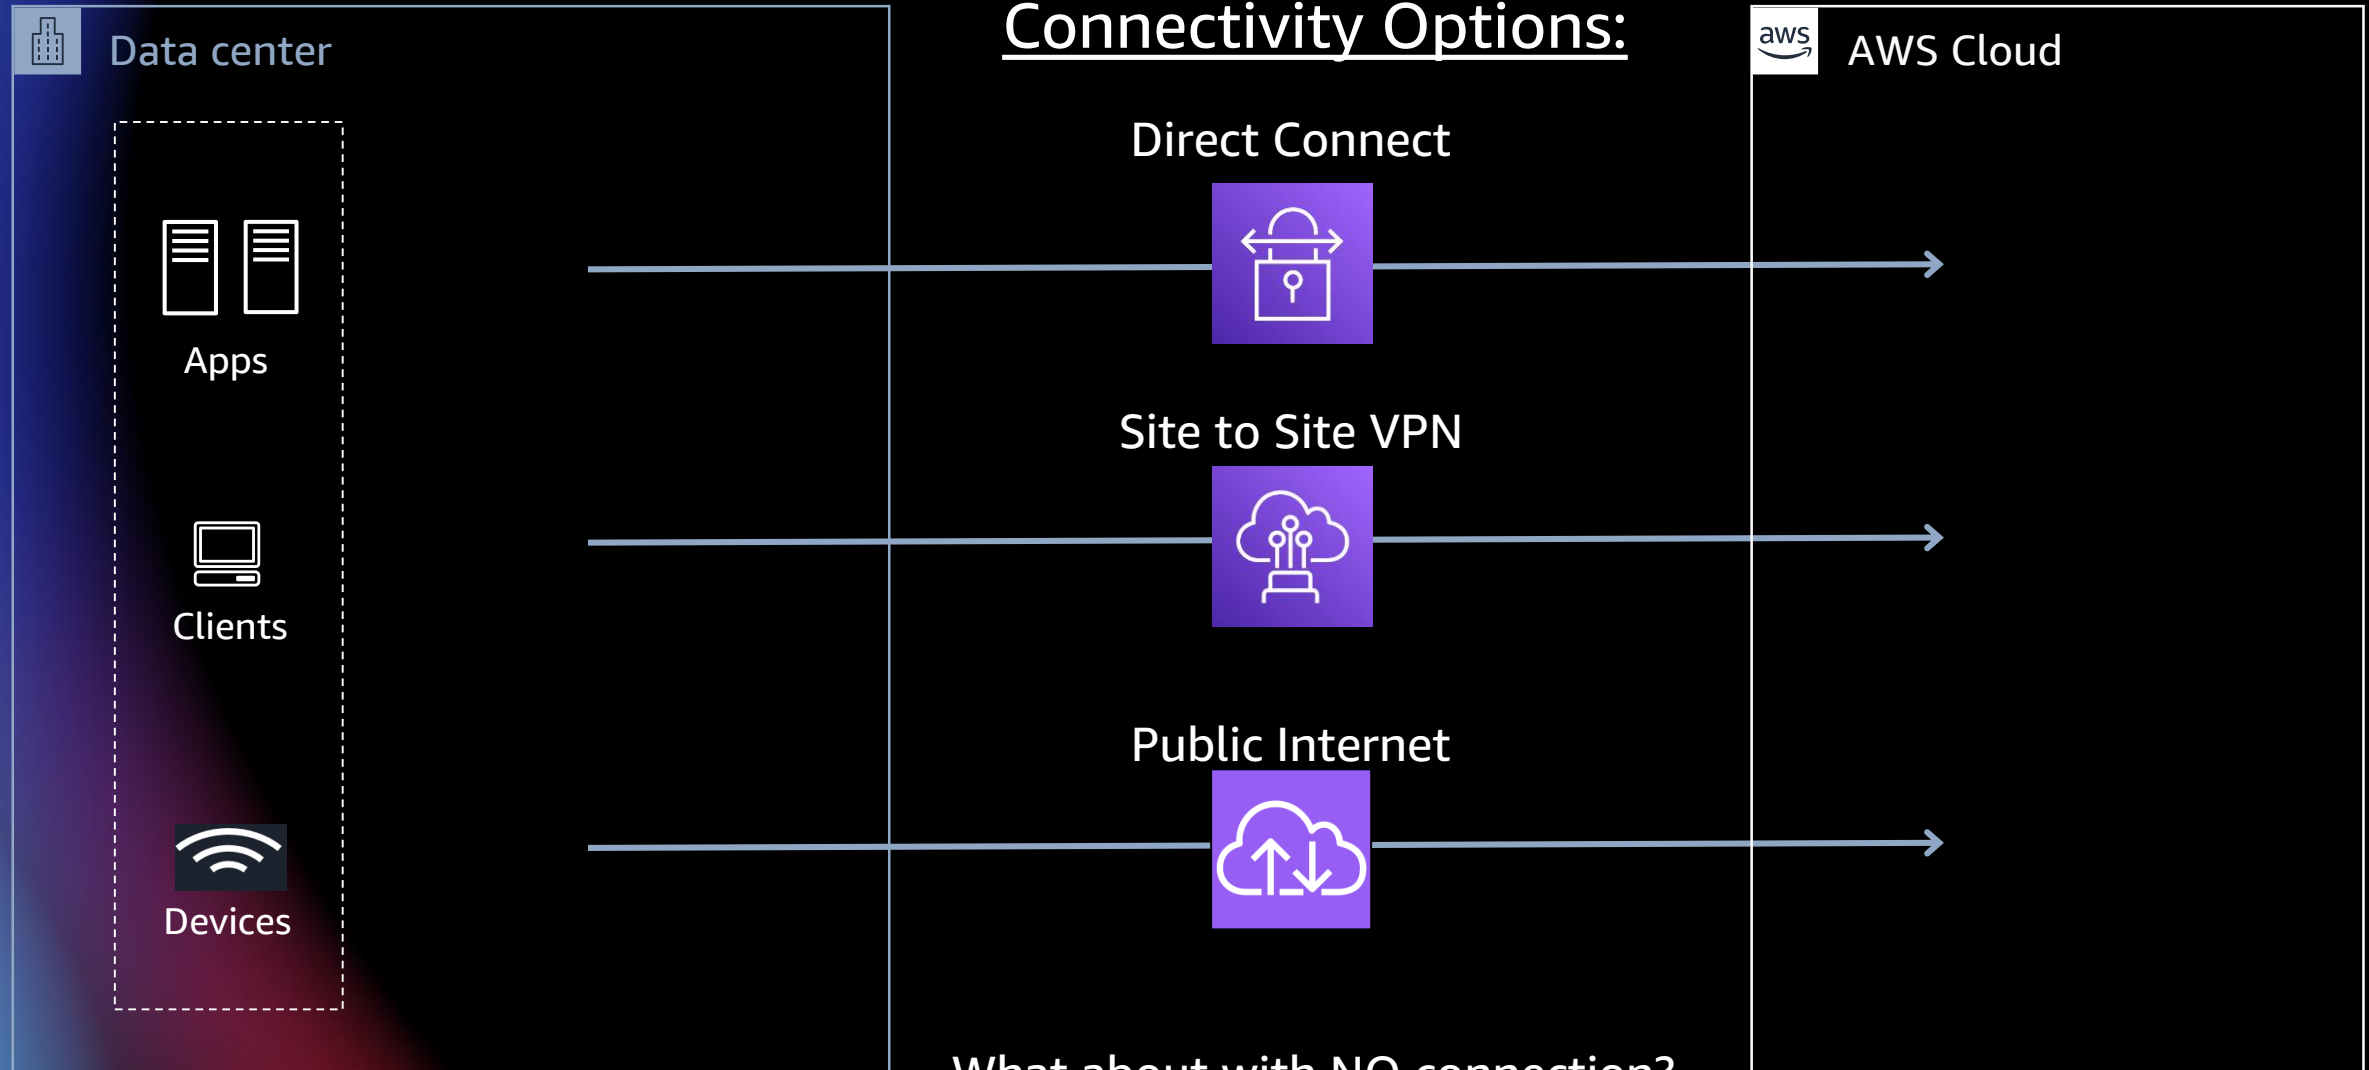 Connectivity Options:
Data center
aws
AWS Cloud
Direct Connect
Apps
Site to Site VPN
Clients
Public Internet
Devices
What about with NO connection?